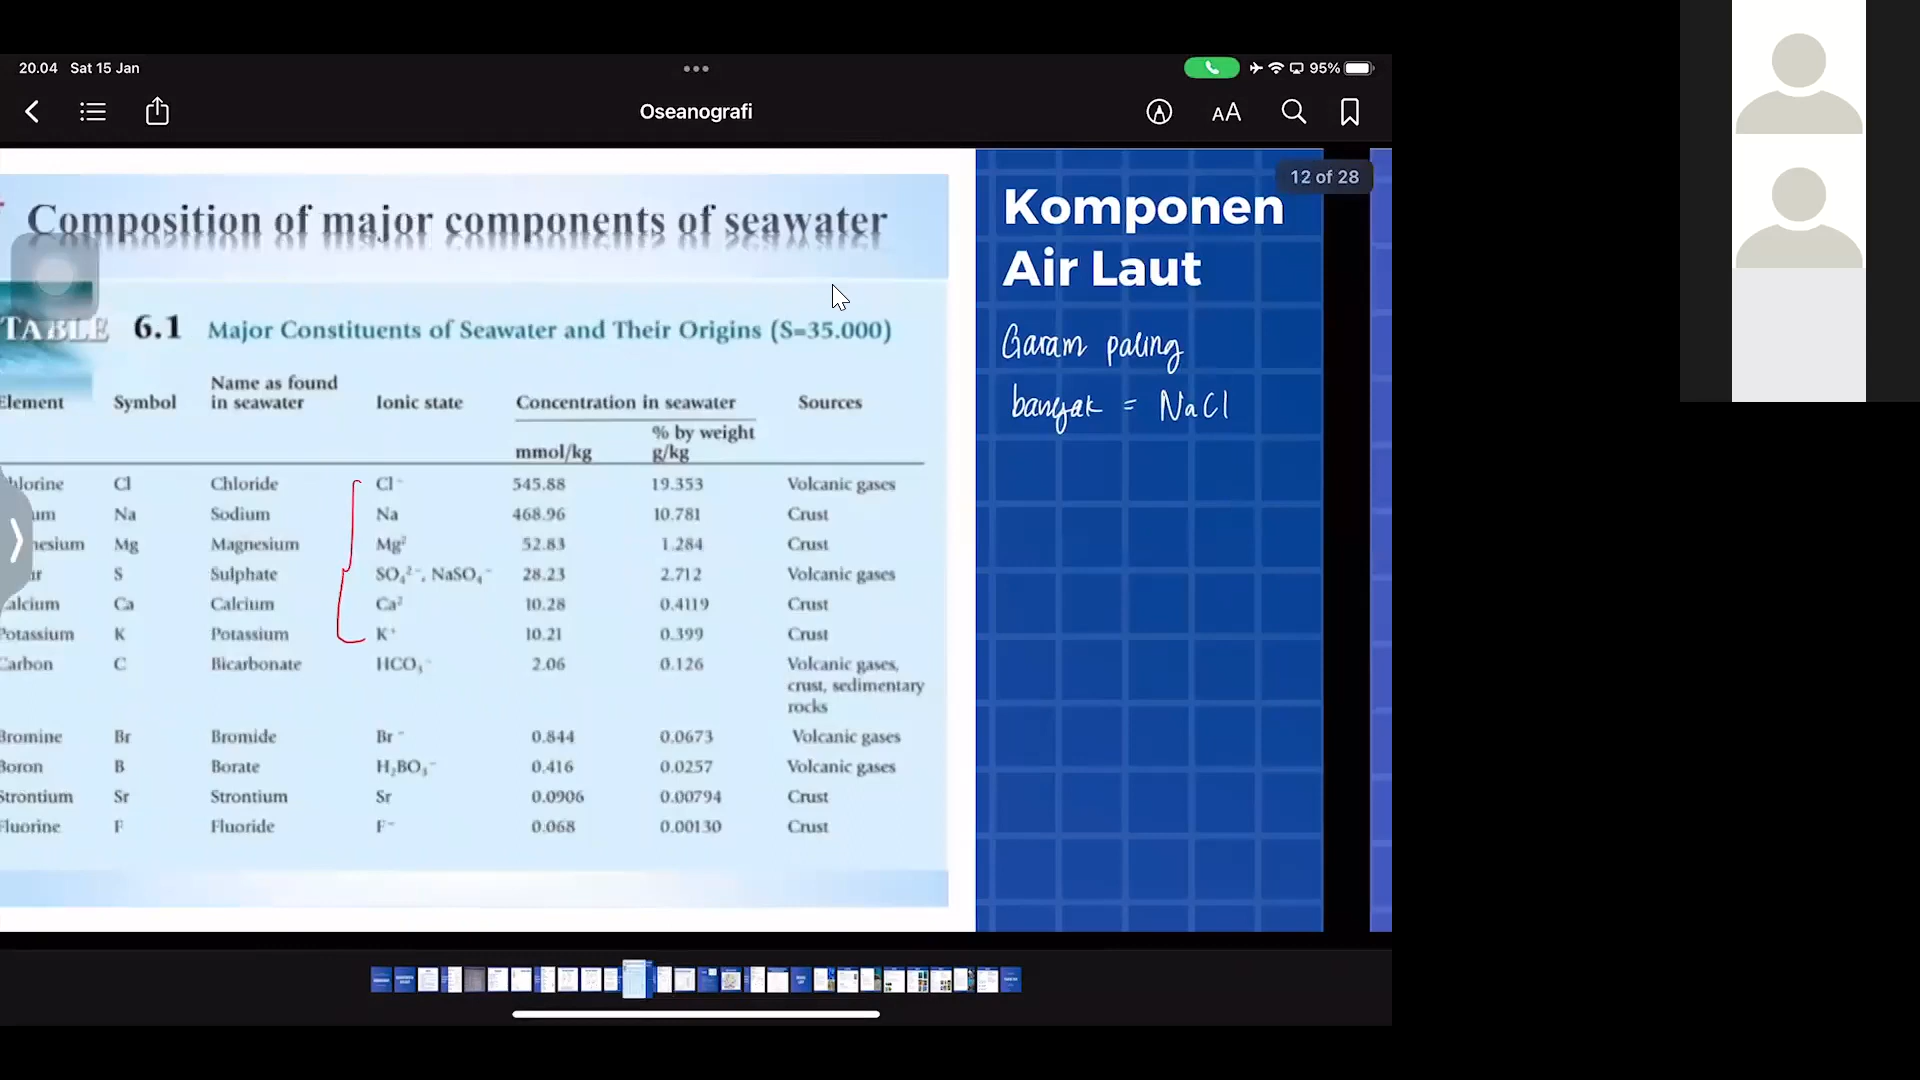 20.04 Sat 15 Jan
95%
Oseanografi
12 of 28
Composition of major components of seawater
TABLE 6.1 Major Constituents of Seawater and Their Origins (S=35.000)
Element Symbol Name as found in seawater Ionic state Concentration in seawater Sources
mmol/kg % by weight g/kg
hlorine Cl Chloride Cl⁻ 545.88 19.353 Volcanic gases
um Na Sodium Na 468.96 10.781 Crust
nesium Mg Magnesium Mg² 52.83 1.284 Crust
ur S Sulphate SO₄²⁻, NaSO₄⁻ 28.23 2.712 Volcanic gases
alcium Ca Calcium Ca² 10.28 0.4119 Crust
Potassium K Potassium K⁺ 10.21 0.399 Crust
Carbon C Bicarbonate HCO₃⁻ 2.06 0.126 Volcanic gases,
crust, sedimentary
rocks
Bromine Br Bromide Br⁻ 0.844 0.0673 Volcanic gases
Boron B Borate H₂BO₃⁻ 0.416 0.0257 Volcanic gases
Strontium Sr Strontium Sr 0.0906 0.00794 Crust
Fluorine F Fluoride F⁻ 0.068 0.00130 Crust
Komponen
Air Laut
Garam paling
banyak = NaCl